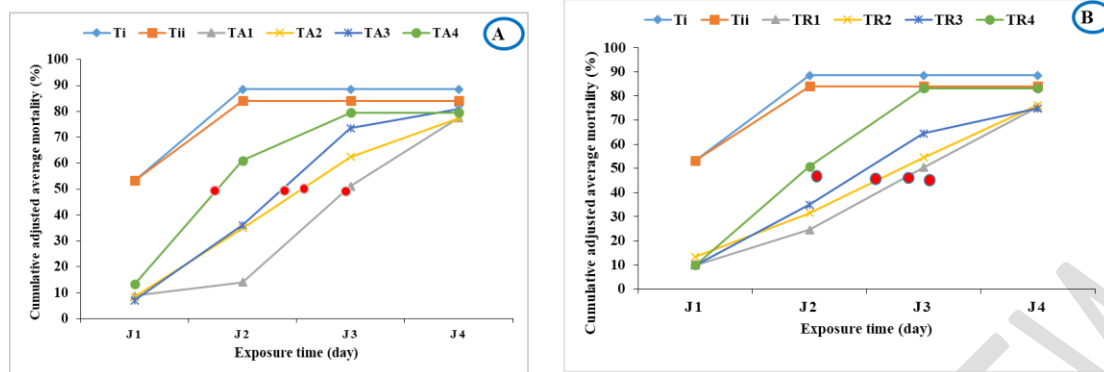 Ti Tii TA1 TA2 TA3 TA4
A
Cumulative adjusted average mortality (%)
100
90
80
70
60
50
40
30
20
10
0
J1 J2 J3 J4
Exposure time (day)
Ti Tii TR1 TR2 TR3 TR4
B
Cumulative adjusted average mortality (%)
100
90
80
70
60
50
40
30
20
10
0
J1 J2 J3 J4
Exposure time (day)